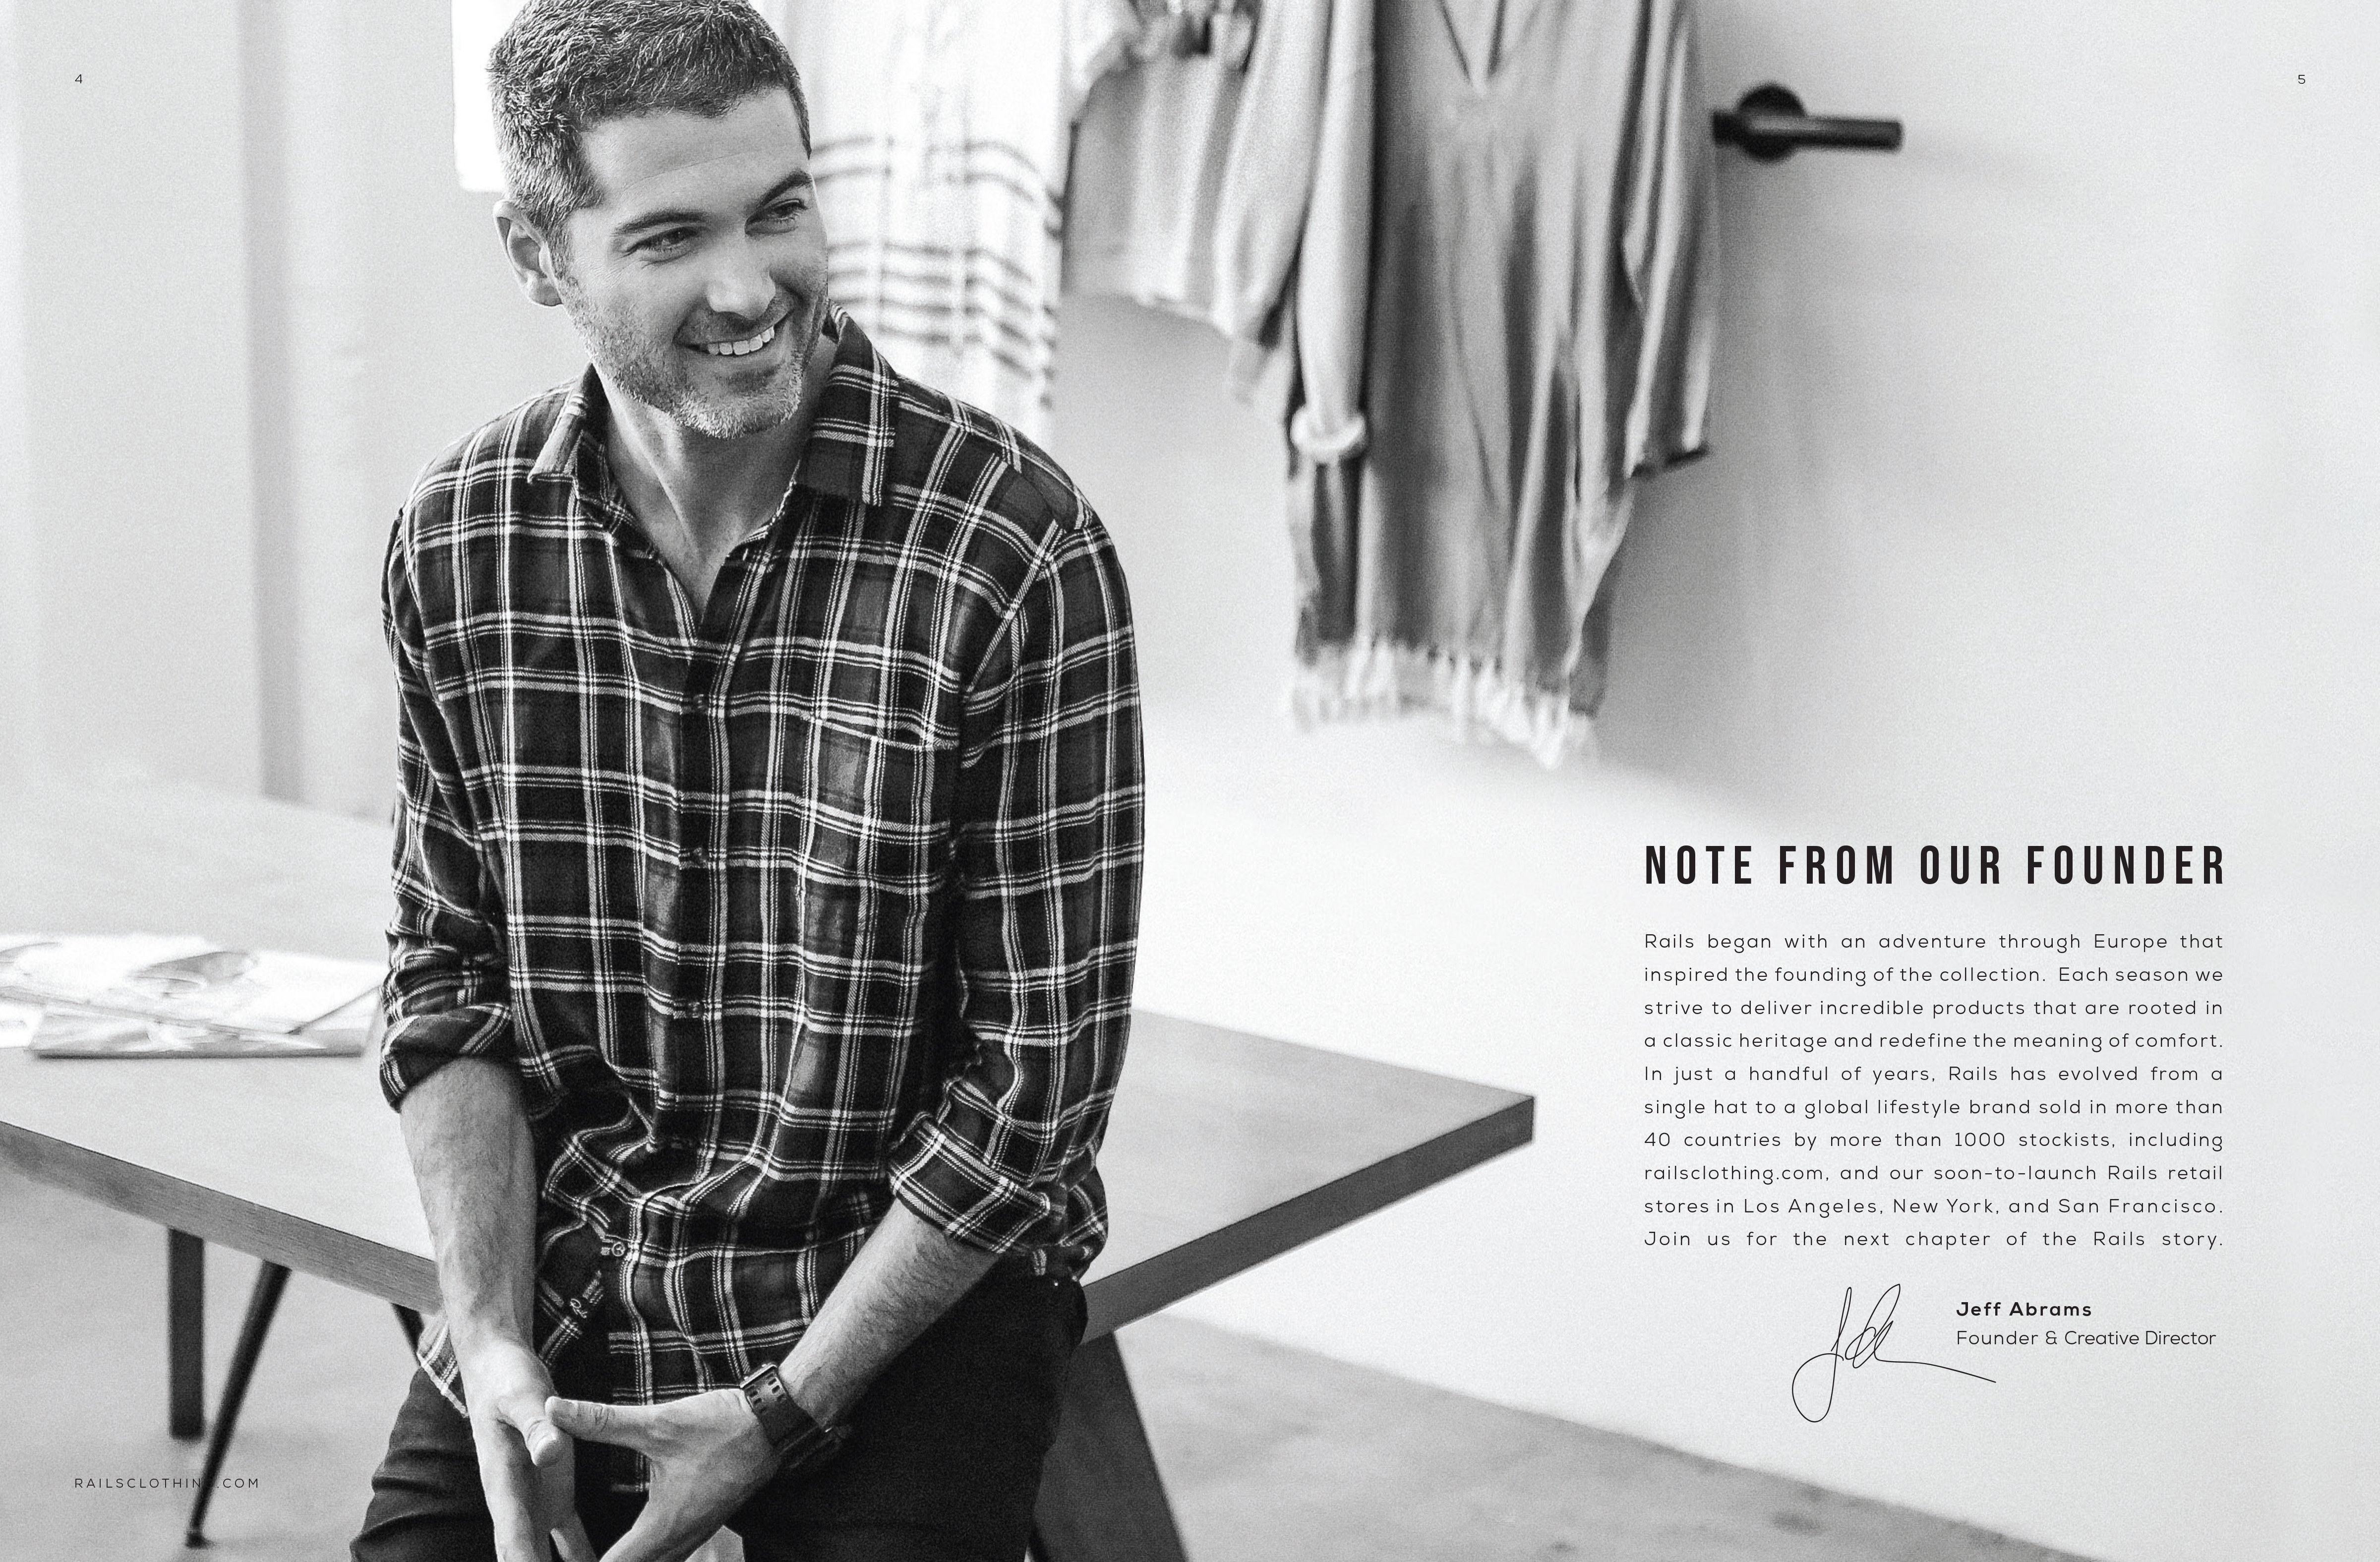 4
5
NOTE FROM OUR FOUNDER
Rails began with an adventure through Europe that
inspired the founding of the collection. Each season we
strive to deliver incredible products that are rooted in
a classic heritage and redefine the meaning of comfort.
In just a handful of years, Rails has evolved from a
single hat to a global lifestyle brand sold in more than
40 countries by more than 1000 stockists, including
railsclothing.com, and our soon-to-launch Rails retail
stores in Los Angeles, New York, and San Francisco.
Join us for the next chapter of the Rails story.
Jeff Abrams
Founder & Creative Director
RAILSCLOTHING.COM